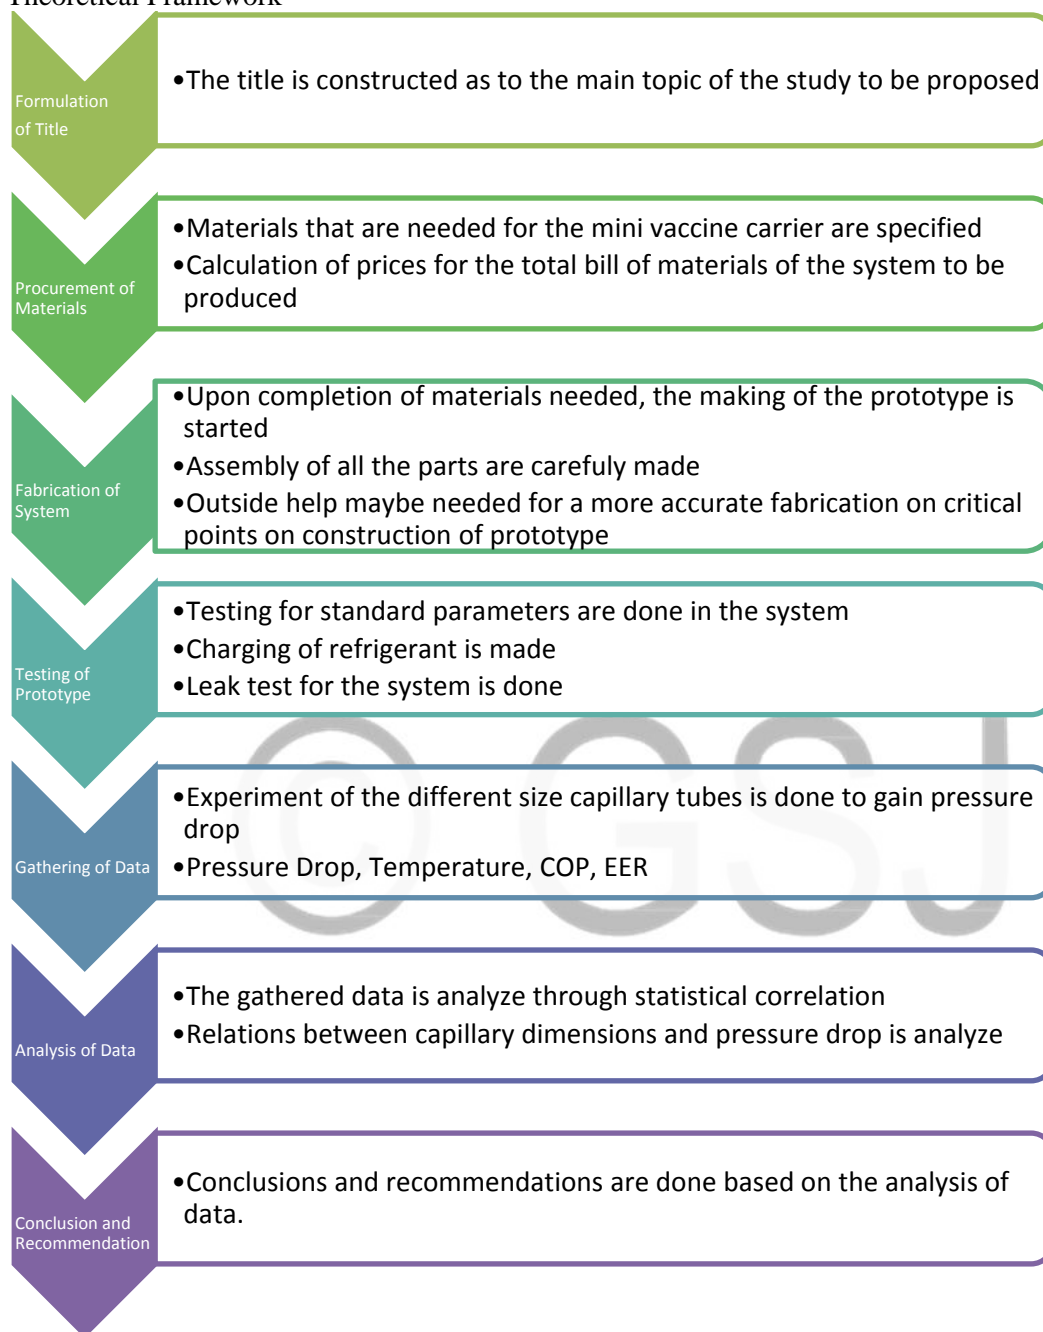 Theoretical Framework
Formulation
of Title
•The title is constructed as to the main topic of the study to be proposed
Procurement of
Materials
•Materials that are needed for the mini vaccine carrier are specified
•Calculation of prices for the total bill of materials of the system to be
produced
Fabrication of
System
•Upon completion of materials needed, the making of the prototype is
started
•Assembly of all the parts are carefuly made
•Outside help maybe needed for a more accurate fabrication on critical
points on construction of prototype
Testing of
Prototype
•Testing for standard parameters are done in the system
•Charging of refrigerant is made
•Leak test for the system is done
Gathering of Data
•Experiment of the different size capillary tubes is done to gain pressure
drop
•Pressure Drop, Temperature, COP, EER
© GSJ
Analysis of Data
•The gathered data is analyze through statistical correlation
•Relations between capillary dimensions and pressure drop is analyze
Conclusion and
Recommendation
•Conclusions and recommendations are done based on the analysis of
data.